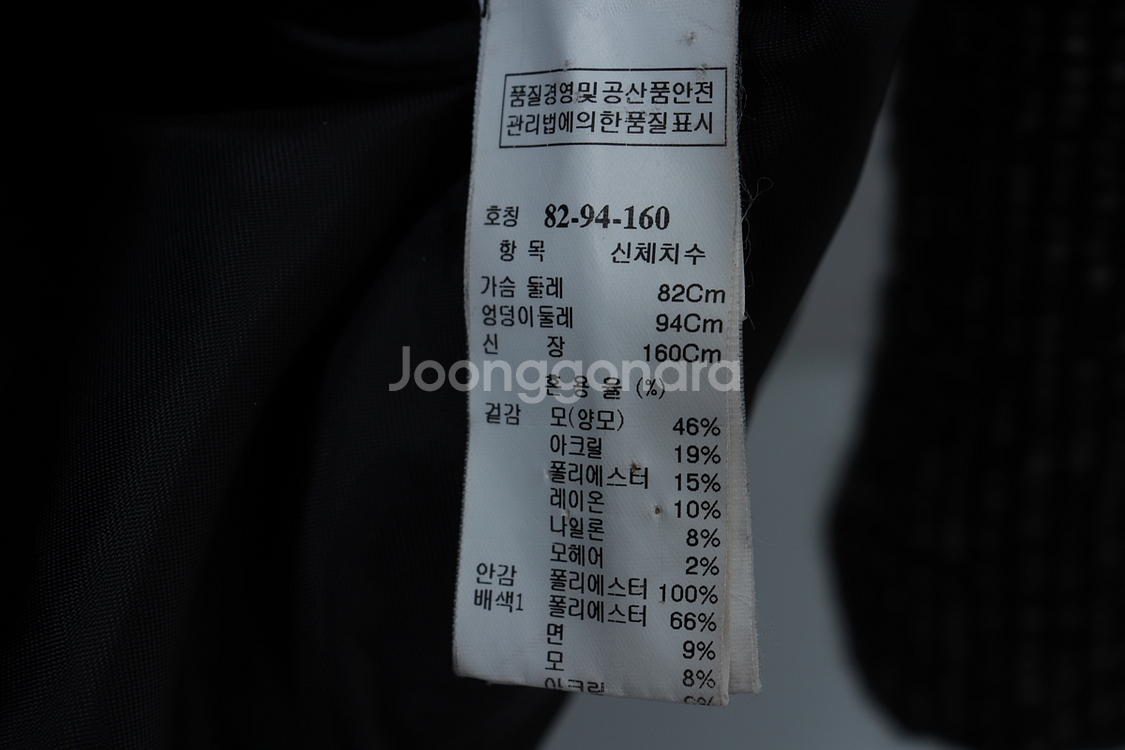 품질경영및공산품안전
관리법에의한품질표시
호칭 82-94-160
항 목 신체치수
가슴 둘레 82Cm
엉덩이둘레 94Cm
신 장 160Cm
Joonggonara
혼 용 율 (%)
겉감 모(양모) 46%
아크릴 19%
폴리에스터 15%
레이온 10%
나일론 8%
모헤어 2%
안감 폴리에스터 100%
배색1 폴리에스터 66%
면 9%
모 8%
아크릴